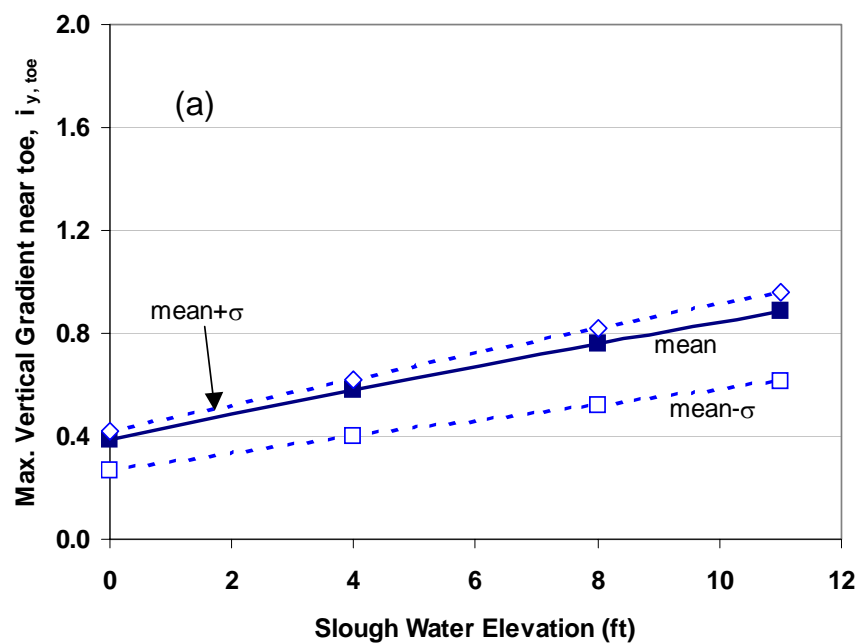 2.0
(a)
1.6
1.2
mean+σ
0.8
mean
mean-σ
0.4
0.0
0 2 4 6 8 10 12
Max. Vertical Gradient near toe, i y, toe
Slough Water Elevation (ft)